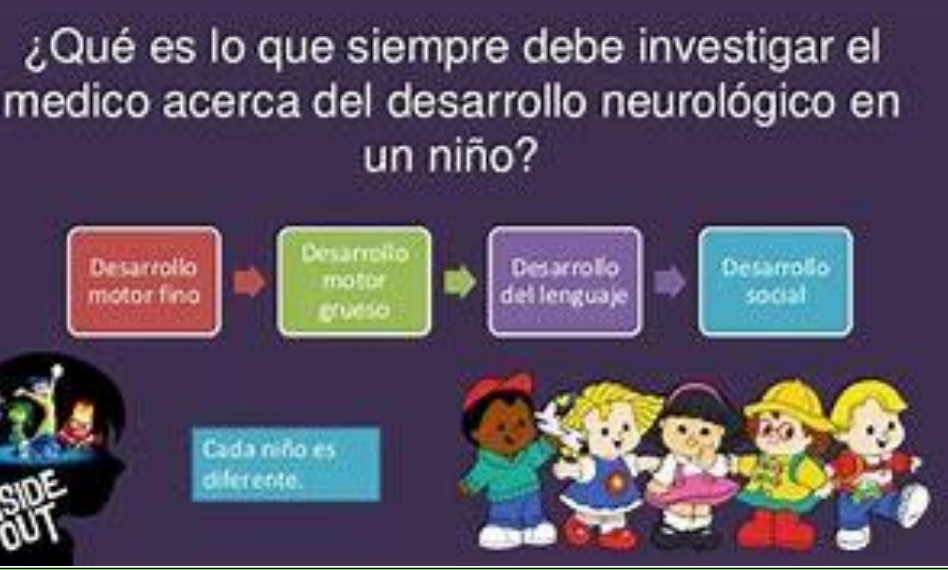 ¿Qué es lo que siempre debe investigar el
medico acerca del desarrollo neurológico en
un niño?
Desarrollo
motor fino
Desarrollo
motor
grueso
Desarrollo
del lenguaje
Desarrollo
social
Cada niño es
diferente.
SIDE
OUT